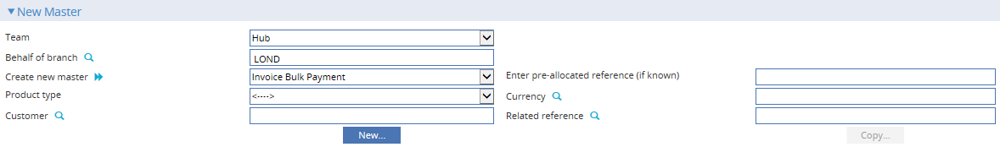 New Master
Team Hub
Behalf of branch LOND
Create new master Invoice Bulk Payment Enter pre-allocated reference (if known)
Product type <----> Currency
Customer Related reference
New... Copy...